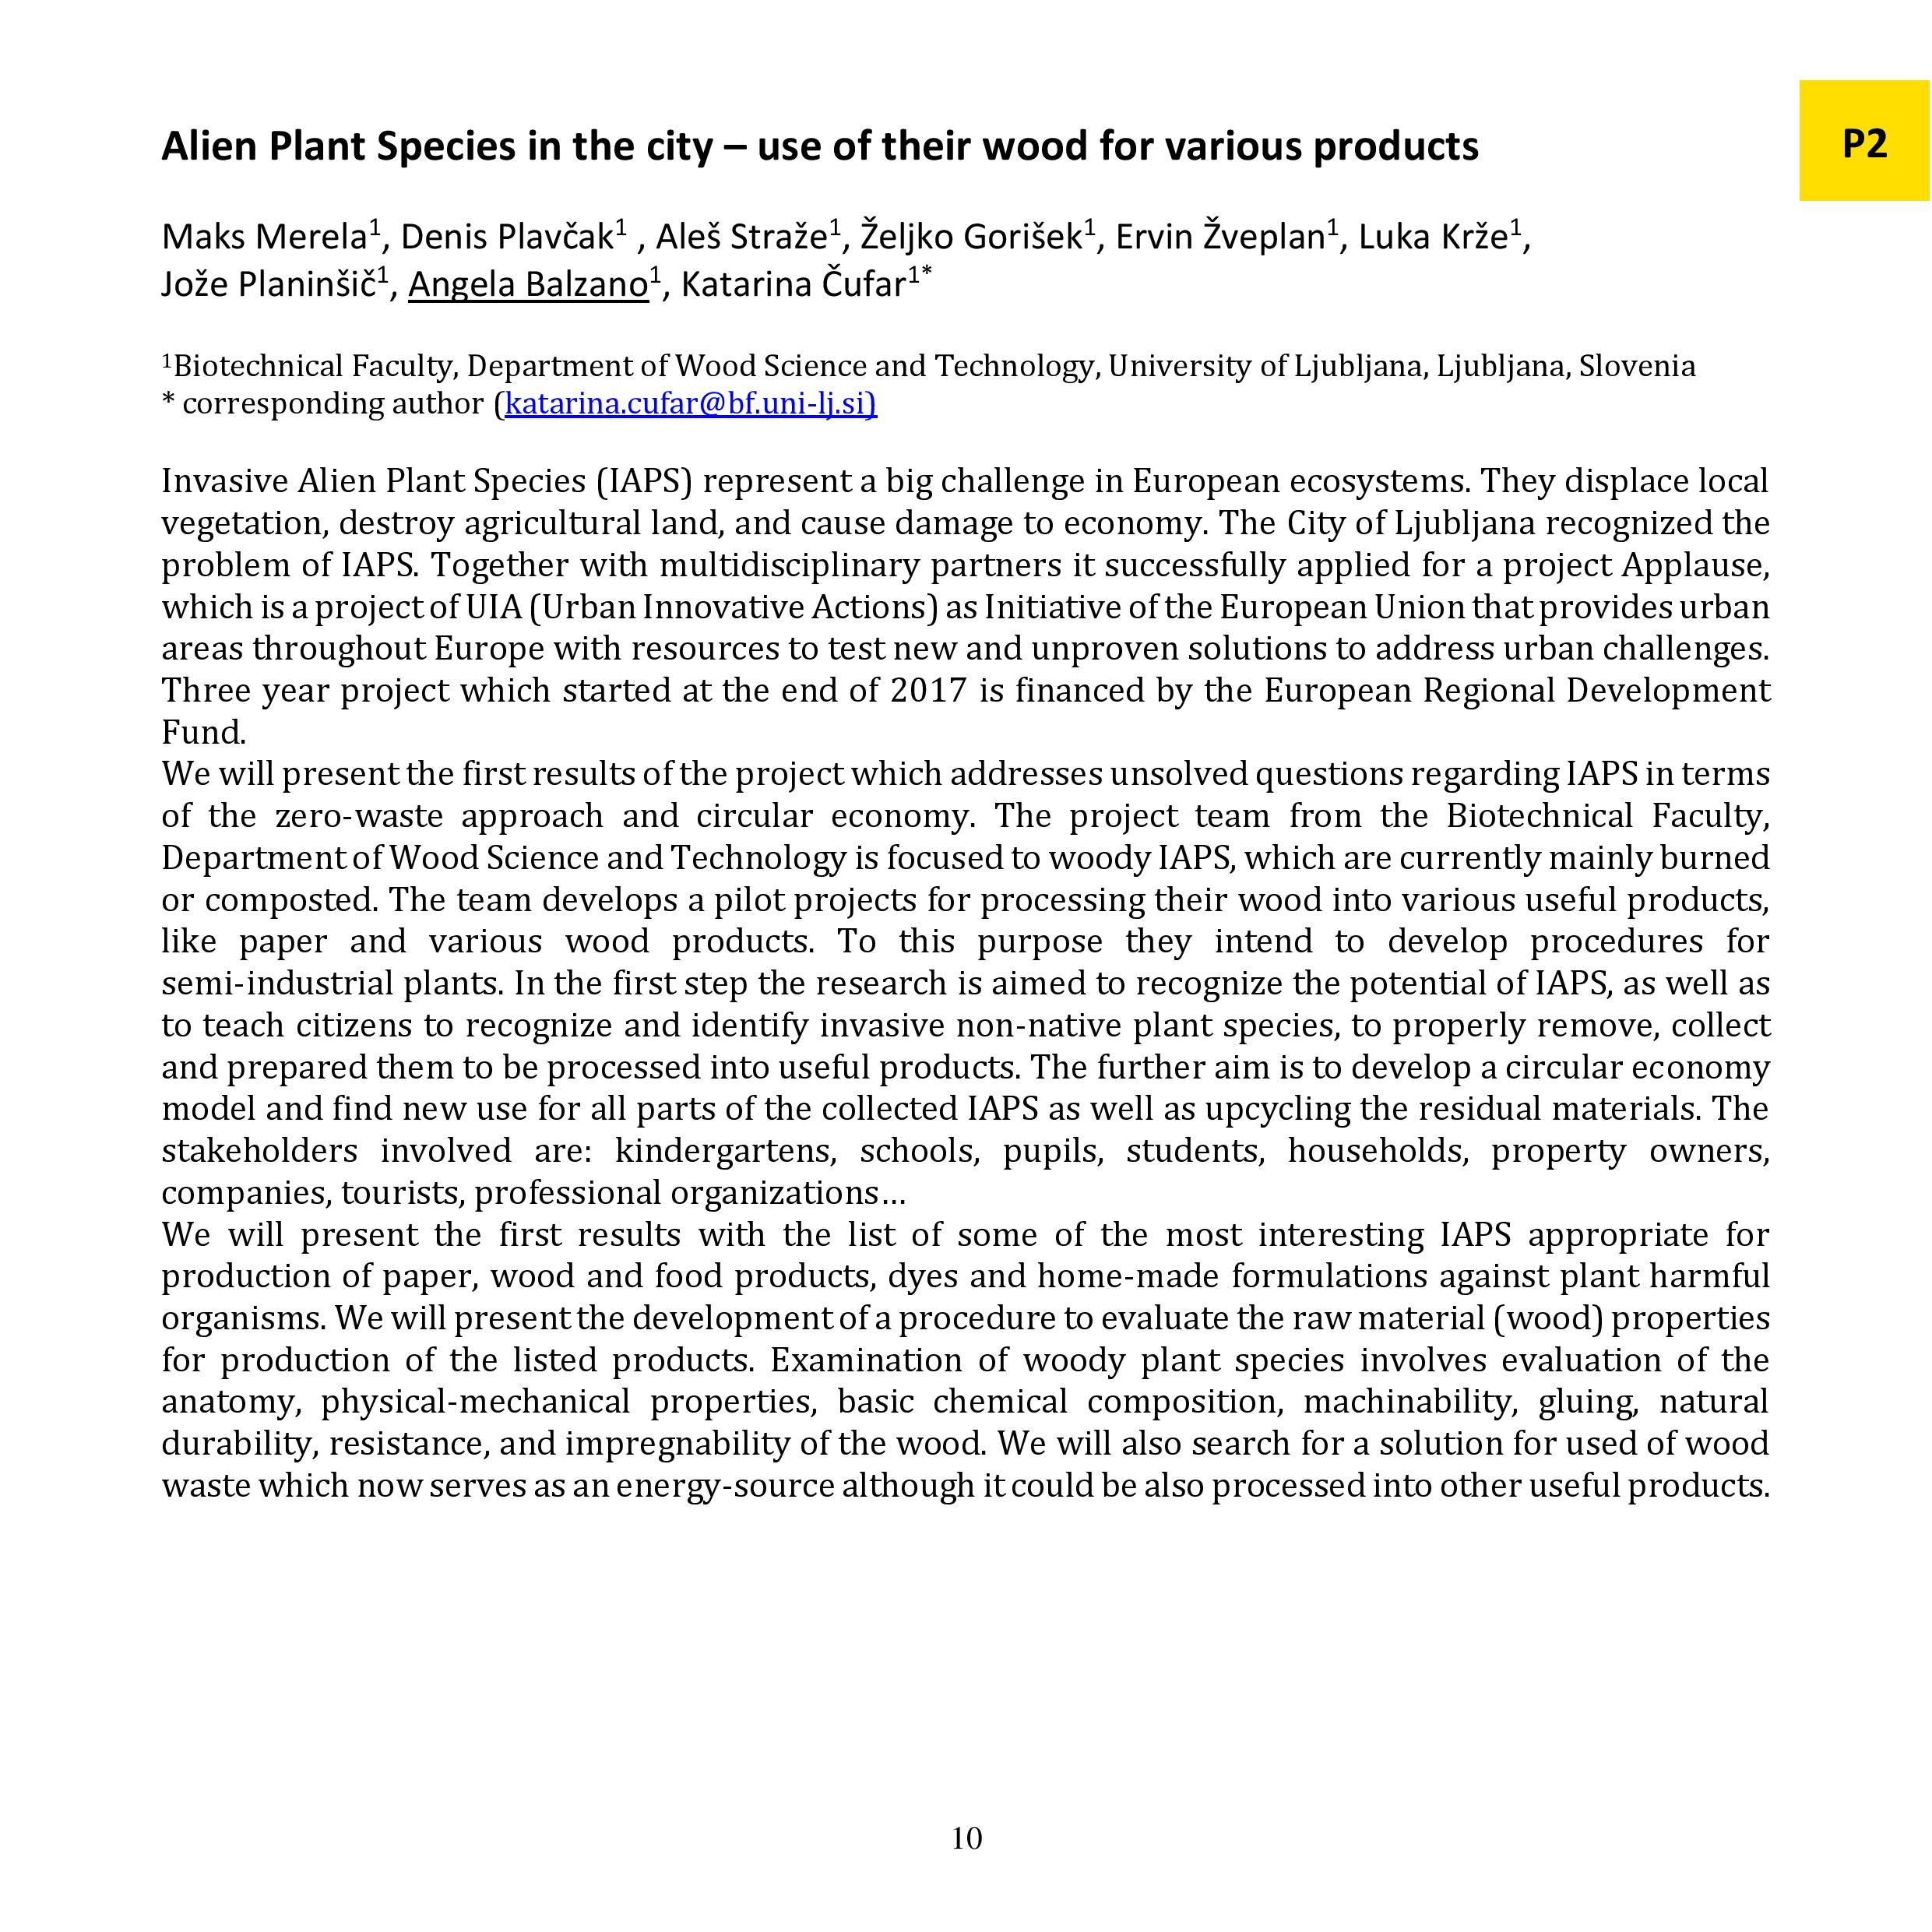 Alien Plant Species in the city – use of their wood for various products
P2
Maks Merela¹, Denis Plavčak¹ , Aleš Straže¹, Željko Gorišek¹, Ervin Žveplan¹, Luka Krže¹,
Jože Planinšič¹, Angela Balzano¹, Katarina Čufar¹*
¹Biotechnical Faculty, Department of Wood Science and Technology, University of Ljubljana, Ljubljana, Slovenia
* corresponding author (katarina.cufar@bf.uni-lj.si)
Invasive Alien Plant Species (IAPS) represent a big challenge in European ecosystems. They displace local
vegetation, destroy agricultural land, and cause damage to economy. The City of Ljubljana recognized the
problem of IAPS. Together with multidisciplinary partners it successfully applied for a project Applause,
which is a project of UIA (Urban Innovative Actions) as Initiative of the European Union that provides urban
areas throughout Europe with resources to test new and unproven solutions to address urban challenges.
Three year project which started at the end of 2017 is financed by the European Regional Development
Fund.
We will present the first results of the project which addresses unsolved questions regarding IAPS in terms
of the zero-waste approach and circular economy. The project team from the Biotechnical Faculty,
Department of Wood Science and Technology is focused to woody IAPS, which are currently mainly burned
or composted. The team develops a pilot projects for processing their wood into various useful products,
like paper and various wood products. To this purpose they intend to develop procedures for
semi-industrial plants. In the first step the research is aimed to recognize the potential of IAPS, as well as
to teach citizens to recognize and identify invasive non-native plant species, to properly remove, collect
and prepared them to be processed into useful products. The further aim is to develop a circular economy
model and find new use for all parts of the collected IAPS as well as upcycling the residual materials. The
stakeholders involved are: kindergartens, schools, pupils, students, households, property owners,
companies, tourists, professional organizations…
We will present the first results with the list of some of the most interesting IAPS appropriate for
production of paper, wood and food products, dyes and home-made formulations against plant harmful
organisms. We will present the development of a procedure to evaluate the raw material (wood) properties
for production of the listed products. Examination of woody plant species involves evaluation of the
anatomy, physical-mechanical properties, basic chemical composition, machinability, gluing, natural
durability, resistance, and impregnability of the wood. We will also search for a solution for used of wood
waste which now serves as an energy-source although it could be also processed into other useful products.
10